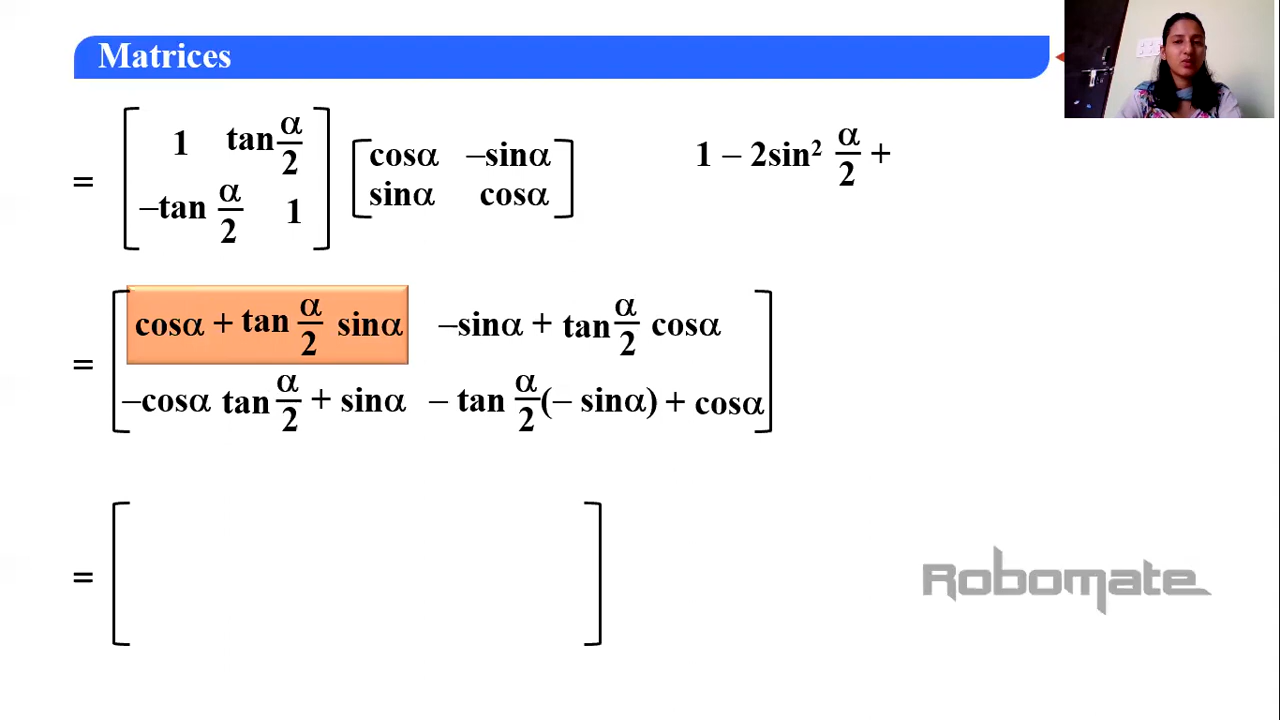 Matrices
= [ 1 tan α/2 ] [ cosα –sinα ]
[ –tan α/2 1 ] [ sinα cosα ]
1 – 2sin² α/2 +
= [ cosα + tan α/2 sinα –sinα + tan α/2 cosα ]
[ –cosα tan α/2 + sinα – tan α/2 (– sinα) + cosα ]
= [ ]
Robomate